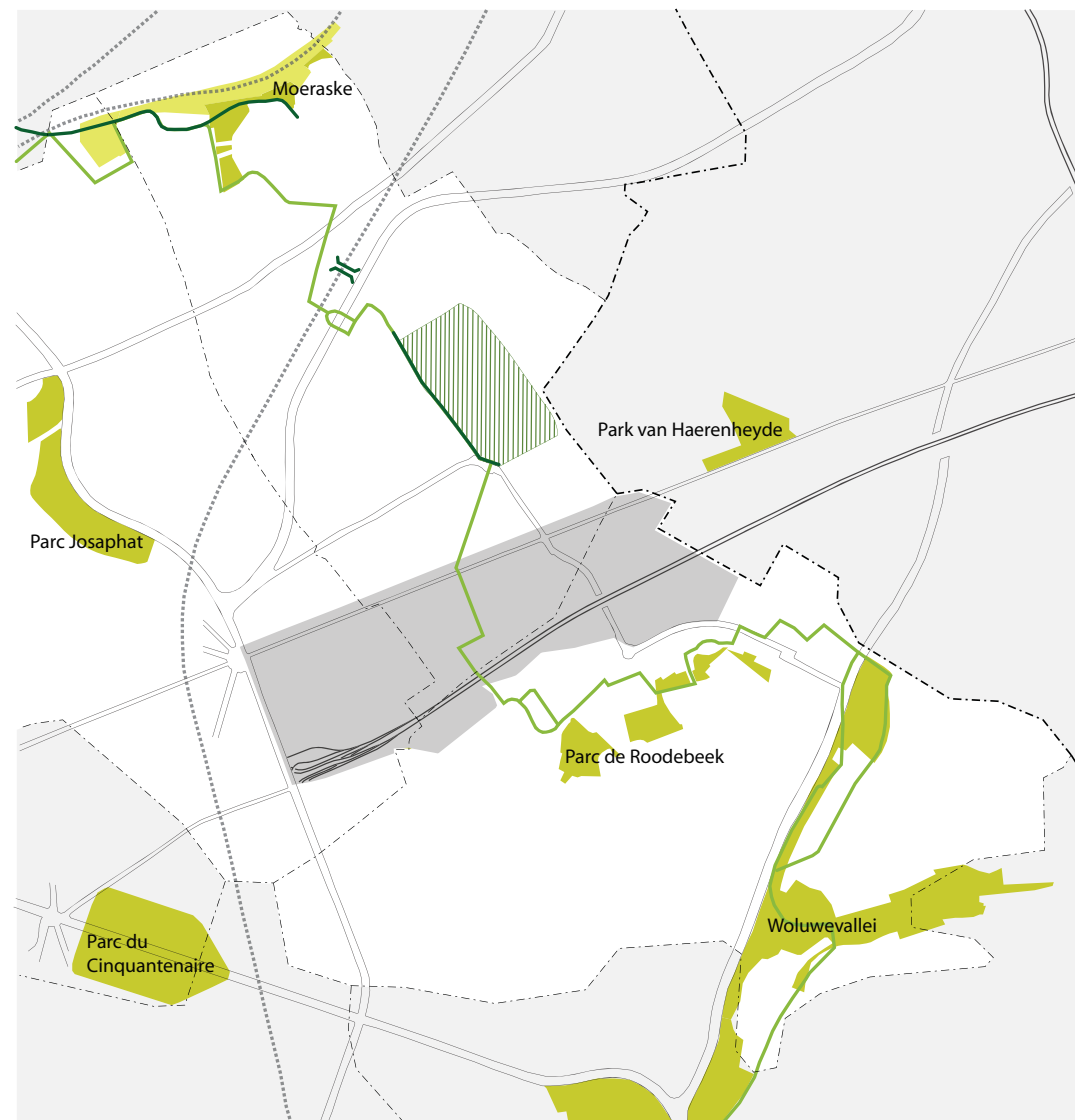 Moeraske
Park van Haerenheyde
Parc Josaphat
Parc de Roodebeek
Woluwevallei
Parc du
Cinquantenaire